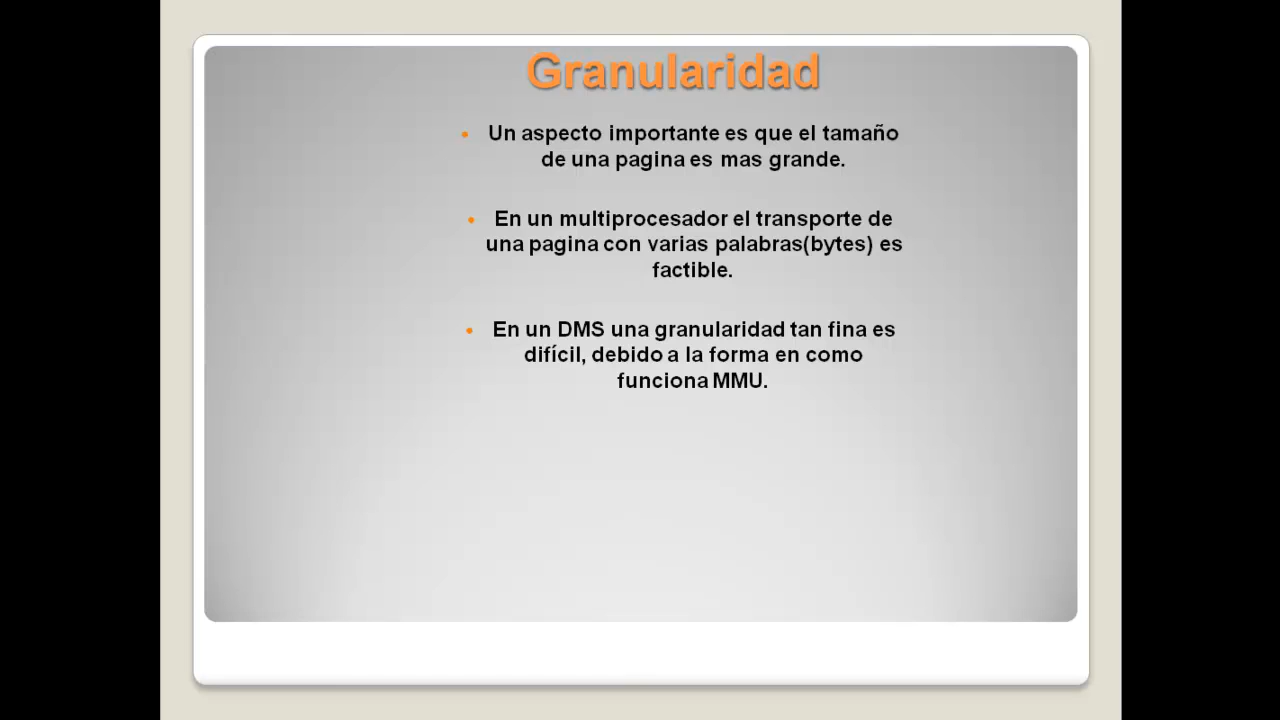 Granularidad
• Un aspecto importante es que el tamaño
de una pagina es mas grande.
• En un multiprocesador el transporte de
una pagina con varias palabras(bytes) es
factible.
• En un DMS una granularidad tan fina es
difícil, debido a la forma en como
funciona MMU.